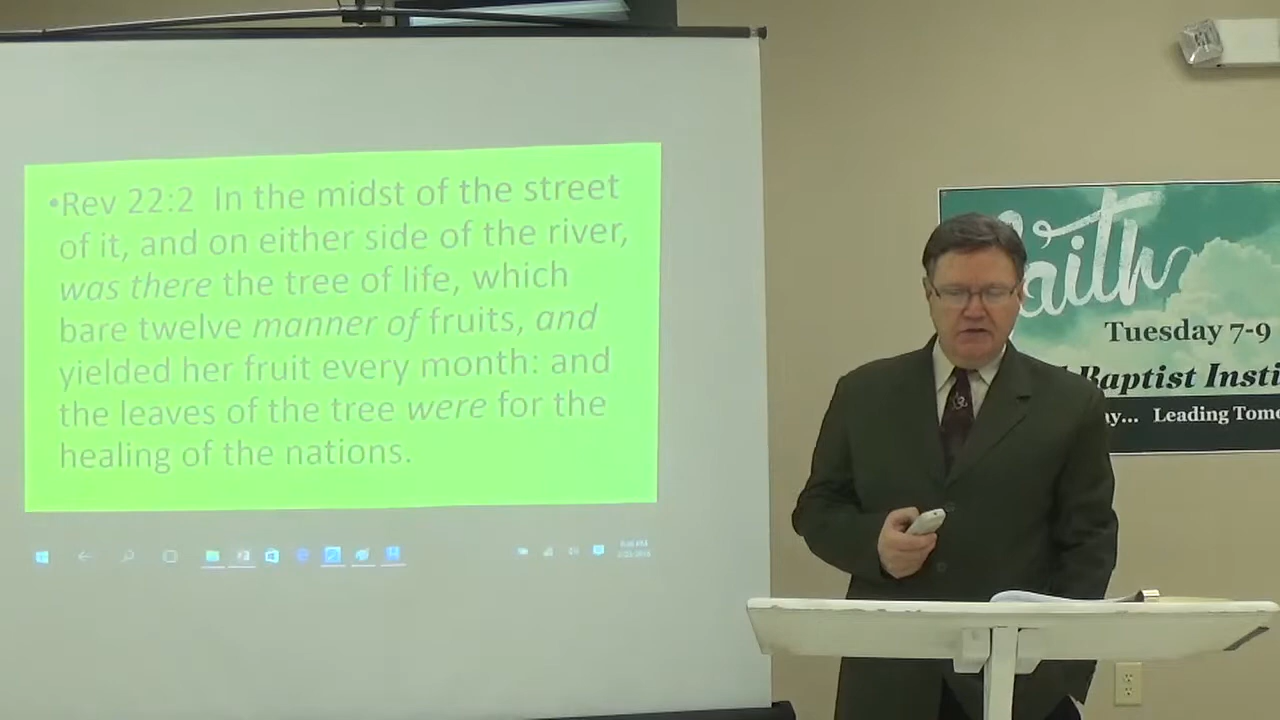 •Rev 22:2 In the midst of the street
of it, and on either side of the river,
was there the tree of life, which
bare twelve manner of fruits, and
yielded her fruit every month: and
the leaves of the tree were for the
healing of the nations.
faith
Tuesday 7-9
Baptist Insti
ay... Leading Tomo